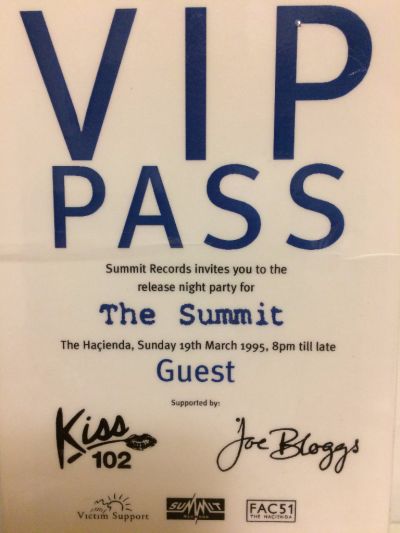 VIP
PASS
Summit Records invites you to the
release night party for
The Summit
The Haçienda, Sunday 19th March 1995, 8pm till late
Guest
Supported by:
Kiss
102
Joe Bloggs
Victim Support
SUMMIT
FAC51
THE HAÇIENDA